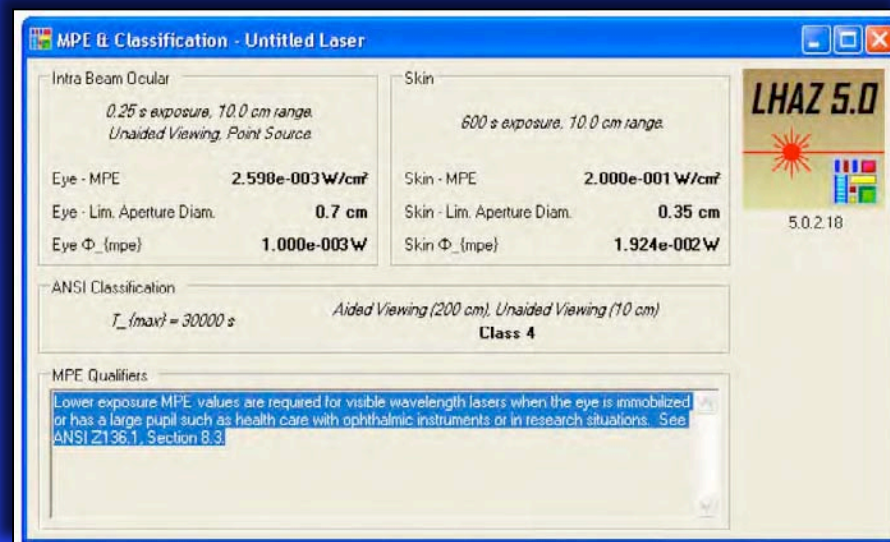 MPE & Classification - Untitled Laser
Intra Beam Ocular
0.25 s exposure, 10.0 cm range.
Unaided Viewing, Point Source.
Eye - MPE 2.598e-003 W/cm²
Eye - Lim. Aperture Diam. 0.7 cm
Eye Φ_{mpe} 1.000e-003 W
Skin
600 s exposure, 10.0 cm range.
Skin - MPE 2.000e-001 W/cm²
Skin - Lim. Aperture Diam. 0.35 cm
Skin Φ_{mpe} 1.924e-002 W
LHAZ 5.0
5.0.2.18
ANSI Classification
T_{max} = 30000 s
Aided Viewing (200 cm), Unaided Viewing (10 cm)
Class 4
MPE Qualifiers
Lower exposure MPE values are required for visible wavelength lasers when the eye is immobilized
or has a large pupil such as health care with ophthalmic instruments or in research situations. See
ANSI Z136.1, Section 8.3.